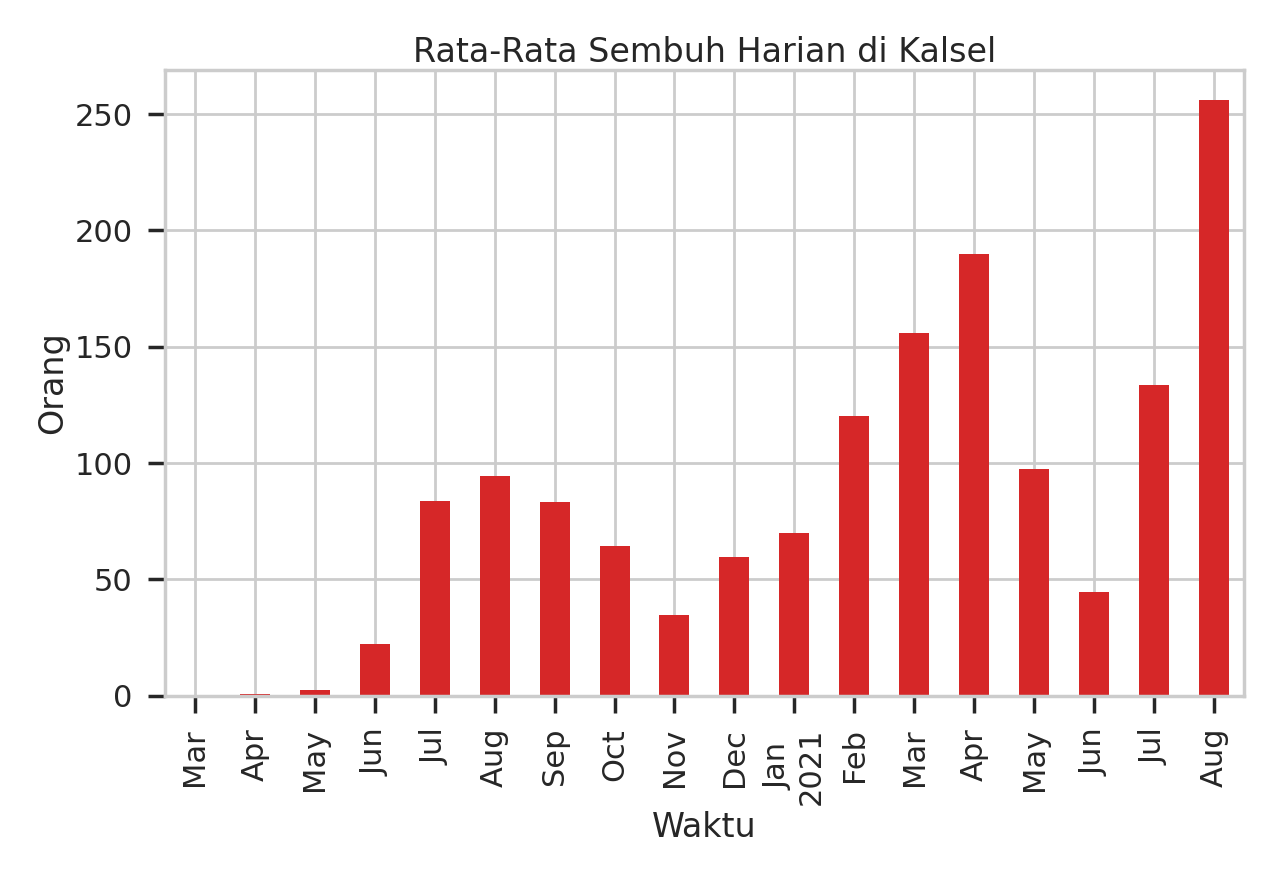 Rata-Rata Sembuh Harian di Kalsel
250
200
150
100
50
0
Orang
Mar
Apr
May
Jun
Jul
Aug
Sep
Oct
Nov
Dec
Jan
2021
Feb
Mar
Apr
May
Jun
Jul
Aug
Waktu